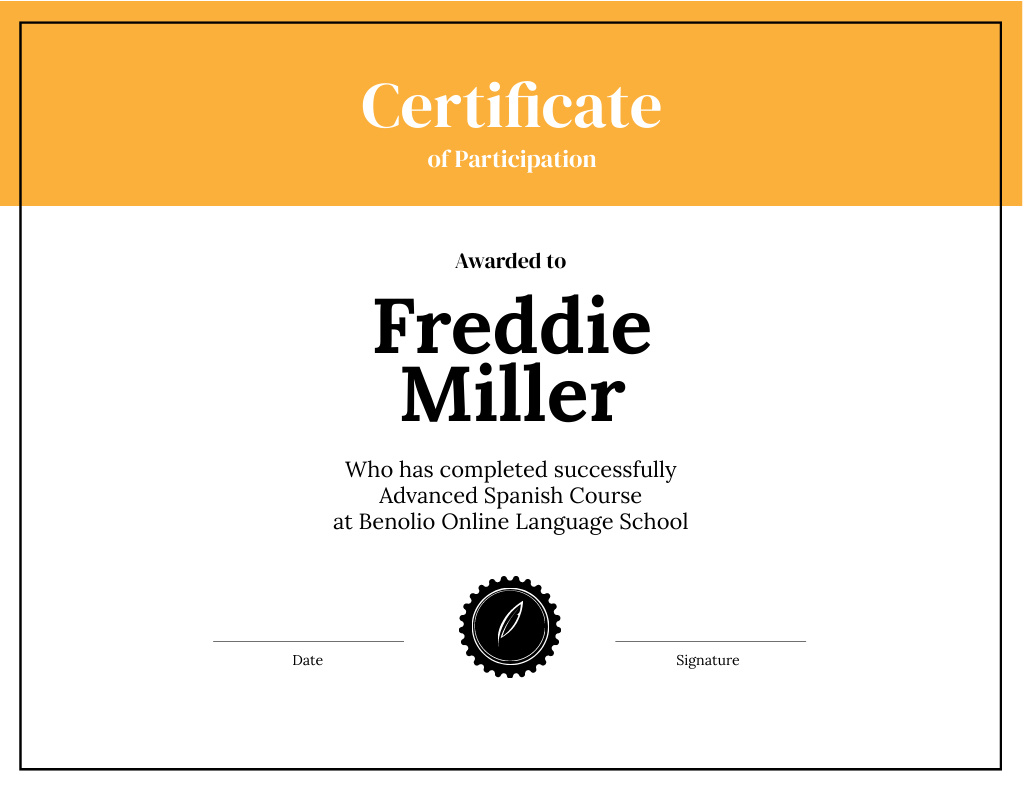 Certificate
of Participation
Awarded to
Freddie
Miller
Who has completed successfully
Advanced Spanish Course
at Benolio Online Language School
Date
Signature